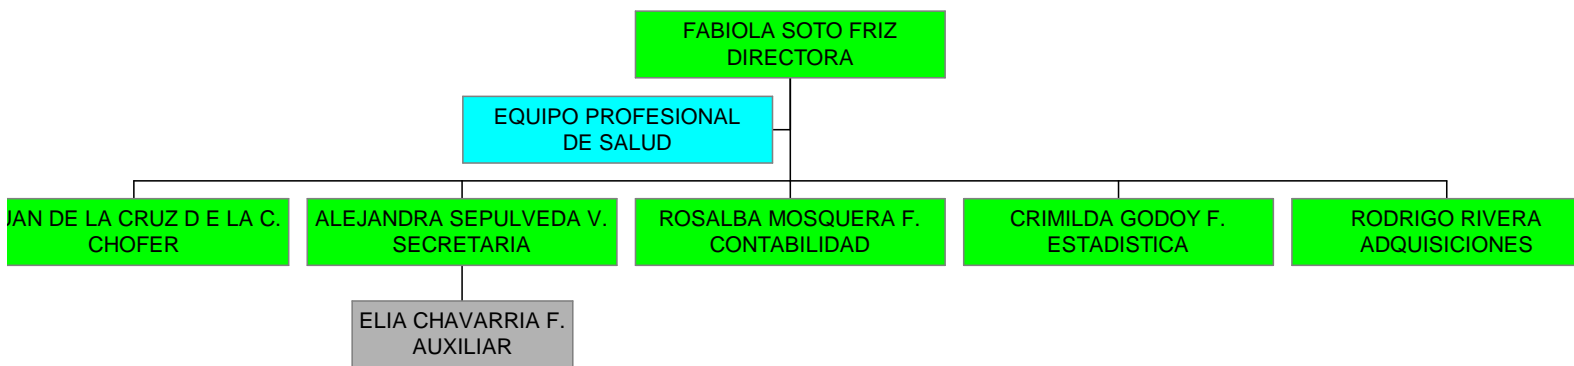 FABIOLA SOTO FRIZ
DIRECTORA
EQUIPO PROFESIONAL
DE SALUD
DE LA CRUZ D E LA C.
CHOFER
ALEJANDRA SEPULVEDA V.
SECRETARIA
ROSALBA MOSQUERA F.
CONTABILIDAD
CRIMILDA GODOY F.
ESTADISTICA
RODRIGO RIVERA
ADQUISICIONES
ELIA CHAVARRIA F.
AUXILIAR